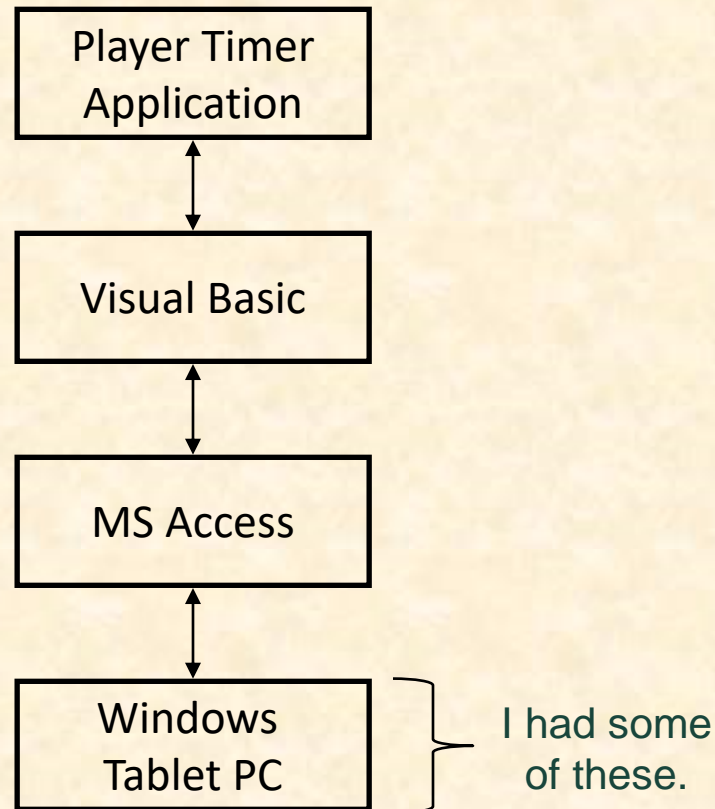 Player Timer
Application
Visual Basic
MS Access
Windows
Tablet PC
I had some
of these.